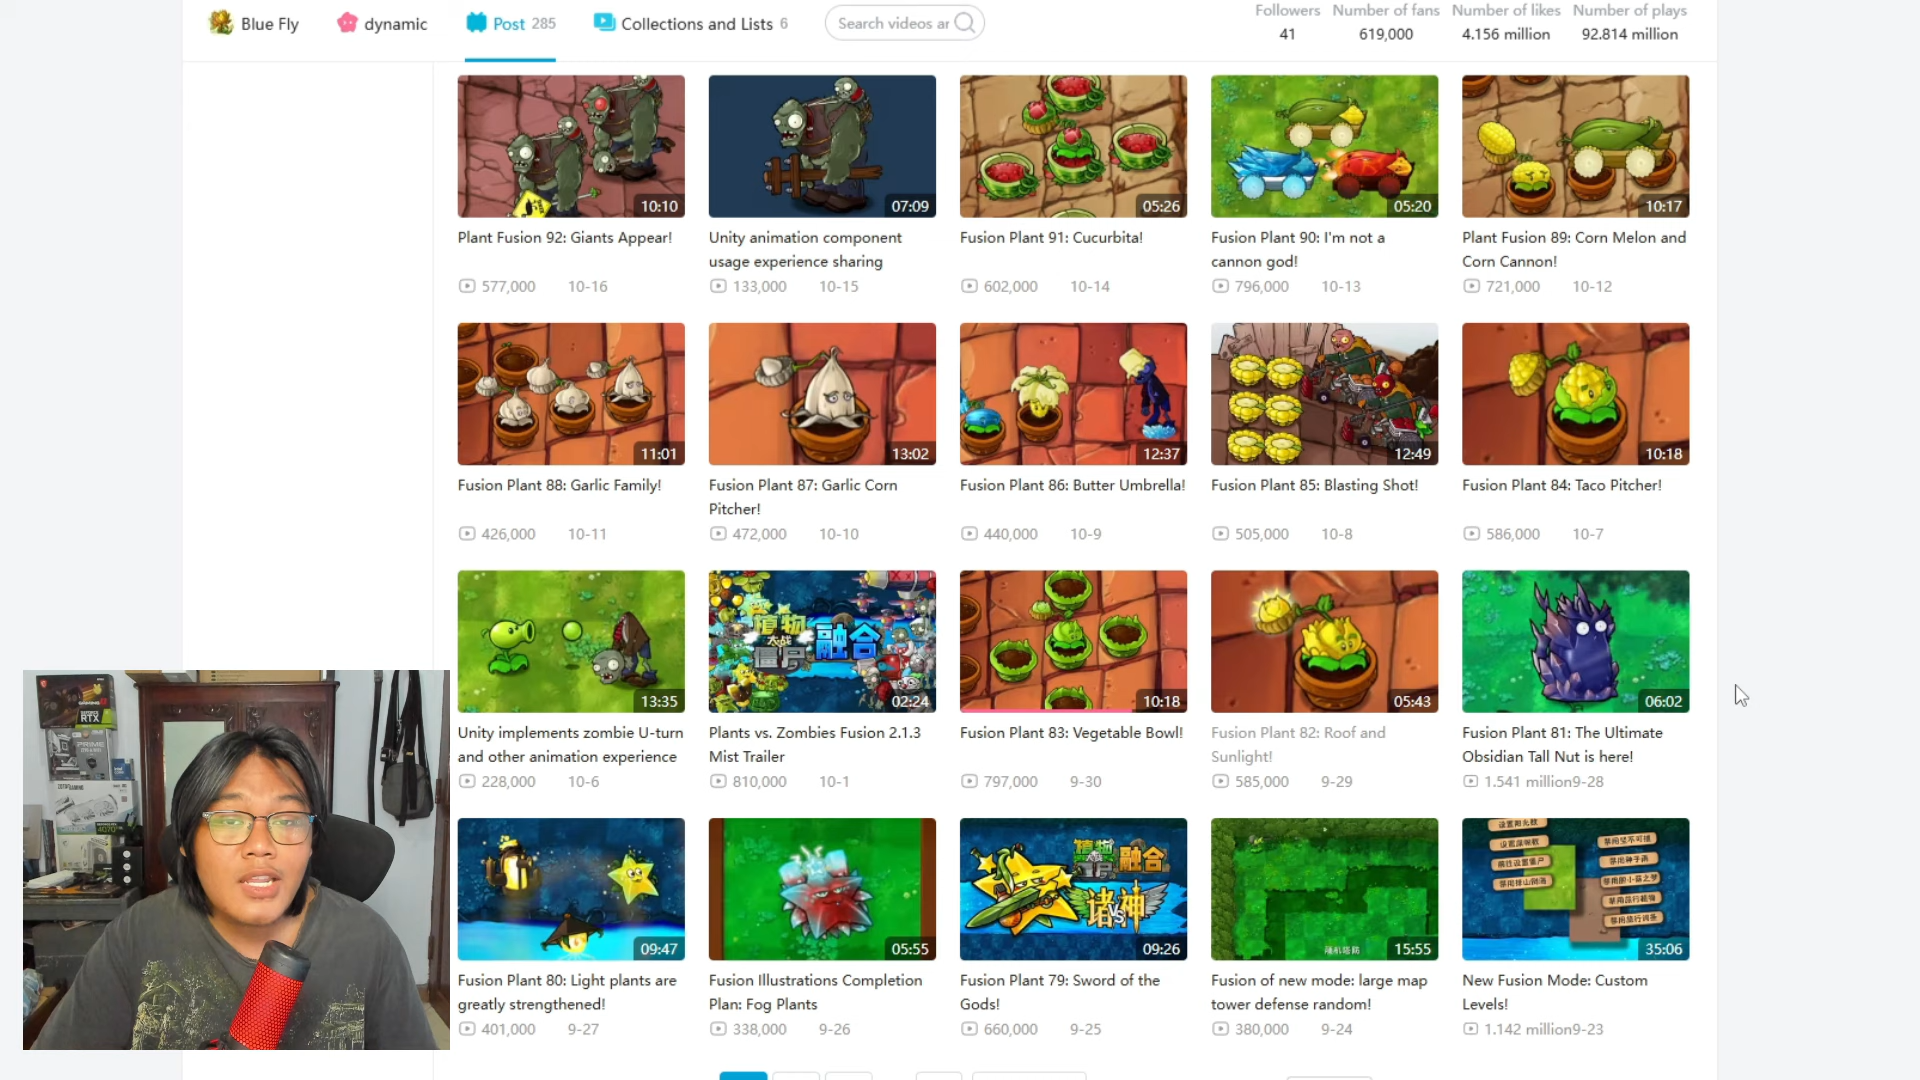 Blue Fly
dynamic
Post 285
Collections and Lists 6
Search videos ar
Followers
41
Number of fans
619,000
Number of likes
4.156 million
Number of plays
92.814 million
10:10
07:09
05:26
05:20
10:17
Plant Fusion 92: Giants Appear!
577,000 10-16
Unity animation component
usage experience sharing
133,000 10-15
Fusion Plant 91: Cucurbita!
602,000 10-14
Fusion Plant 90: I'm not a
cannon god!
796,000 10-13
Plant Fusion 89: Corn Melon and
Corn Cannon!
721,000 10-12
11:01
13:02
12:37
12:49
10:18
Fusion Plant 88: Garlic Family!
426,000 10-11
Fusion Plant 87: Garlic Corn
Pitcher!
472,000 10-10
Fusion Plant 86: Butter Umbrella!
440,000 10-9
Fusion Plant 85: Blasting Shot!
505,000 10-8
Fusion Plant 84: Taco Pitcher!
586,000 10-7
13:35
植物
大战
僵尸
融合
02:24
10:18
05:43
06:02
Unity implements zombie U-turn
and other animation experience
228,000 10-6
Plants vs. Zombies Fusion 2.1.3
Mist Trailer
810,000 10-1
Fusion Plant 83: Vegetable Bowl!
797,000 9-30
Fusion Plant 82: Roof and
Sunlight!
585,000 9-29
Fusion Plant 81: The Ultimate
Obsidian Tall Nut is here!
1.541 million9-28
09:47
05:55
植物
融合
诸神
09:26
15:55
35:06
Fusion Plant 80: Light plants are
greatly strengthened!
401,000 9-27
Fusion Illustrations Completion
Plan: Fog Plants
338,000 9-26
Fusion Plant 79: Sword of the
Gods!
660,000 9-25
Fusion of new mode: large map
tower defense random!
380,000 9-24
New Fusion Mode: Custom
Levels!
1.142 million9-23
RTX
PRIME